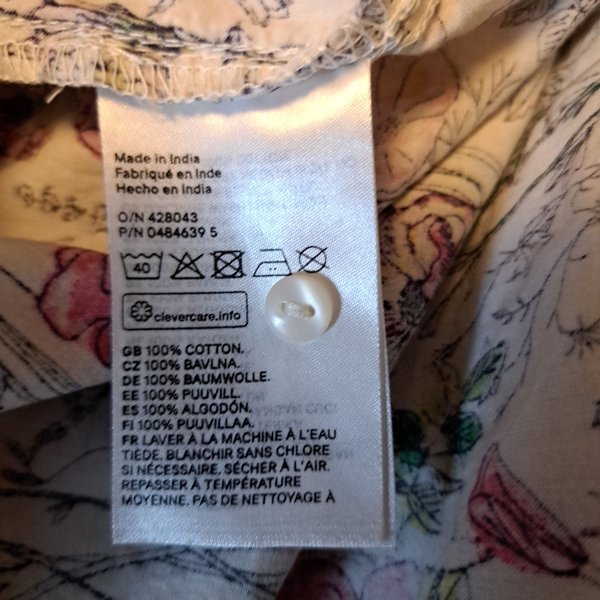 Made in India
Fabriqué en Inde
Hecho en India
O/N 428043
P/N 0484639 5
40
clevercare.info
GB 100% COTTON.
CZ 100% BAVLNA.
DE 100% BAUMWOLLE.
EE 100% PUUVILL.
ES 100% ALGODÓN.
FI 100% PUUVILLAA.
FR LAVER À LA MACHINE À L'EAU
TIÈDE. BLANCHIR SANS CHLORE
SI NÉCESSAIRE. SÉCHER À L'AIR.
REPASSER À TEMPÉRATURE
MOYENNE. PAS DE NETTOYAGE À